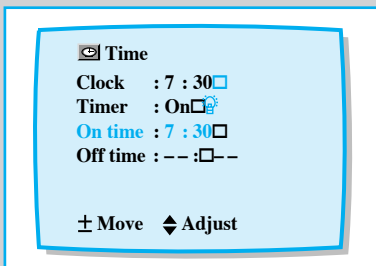 Time
Clock : 7 : 30□
Timer : On□
On time : 7 : 30□
Off time : – – :□– –
± Move ▲▼ Adjust